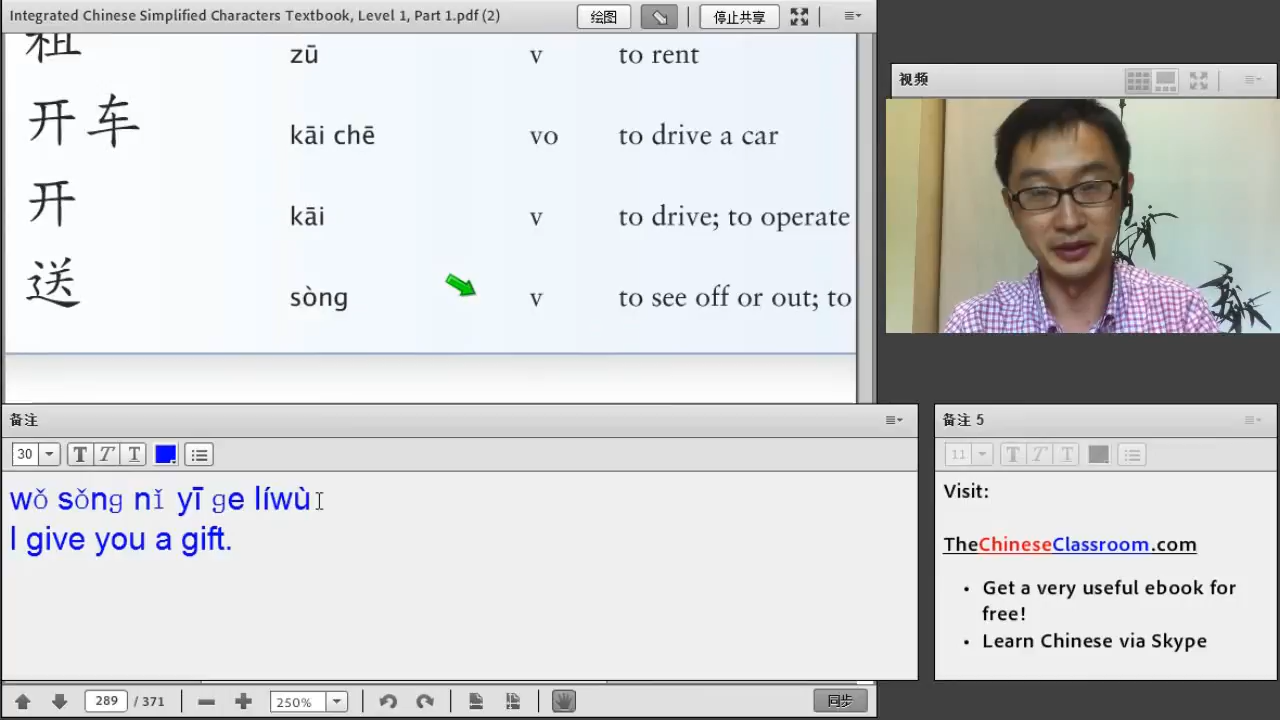 Integrated Chinese Simplified Characters Textbook, Level 1, Part 1.pdf (2)
绘图
停止共享
租 zū v to rent
开车 kāi chē vo to drive a car
开 kāi v to drive; to operate
送 sòng v to see off or out; to
视频
备注
30 T T T
wǒ sǒng nǐ yī ge líwù
I give you a gift.
备注 5
11 T T T
Visit:
TheChineseClassroom.com
• Get a very useful ebook for
free!
• Learn Chinese via Skype
289 / 371
250%
同步